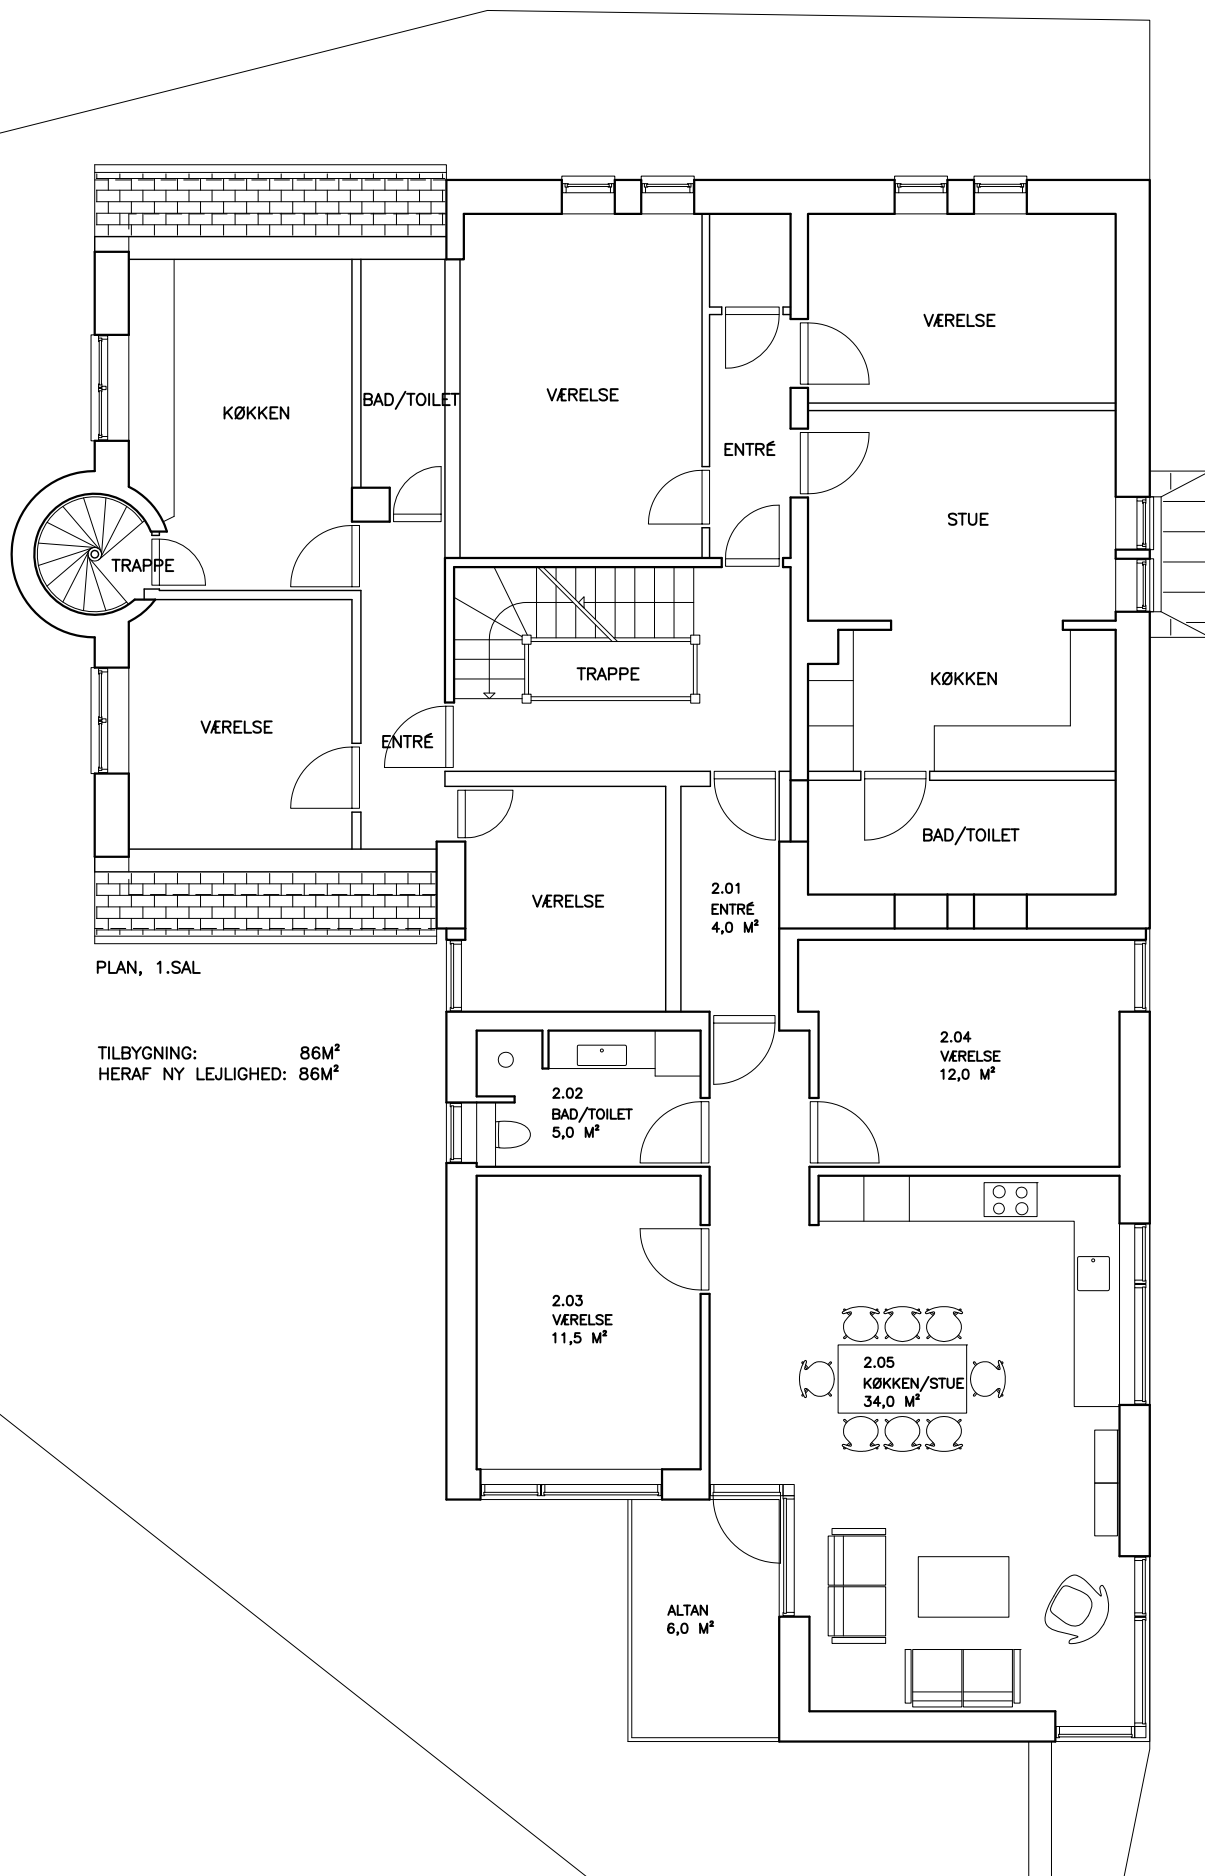 VÆRELSE
VÆRELSE
BAD/TOILET
KØKKEN
ENTRÉ
STUE
TRAPPE
TRAPPE
KØKKEN
VÆRELSE
ENTRÉ
BAD/TOILET
2.01
ENTRÉ
4,0 M²
VÆRELSE
PLAN, 1.SAL
TILBYGNING: 86M²
HERAF NY LEJLIGHED: 86M²
2.04
VÆRELSE
12,0 M²
2.02
BAD/TOILET
5,0 M²
2.03
VÆRELSE
11,5 M²
2.05
KØKKEN/STUE
34,0 M²
ALTAN
6,0 M²